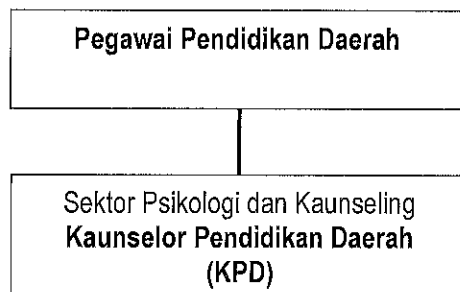 Pegawai Pendidikan Daerah
Sektor Psikologi dan Kaunseling
Kaunselor Pendidikan Daerah
(KPD)